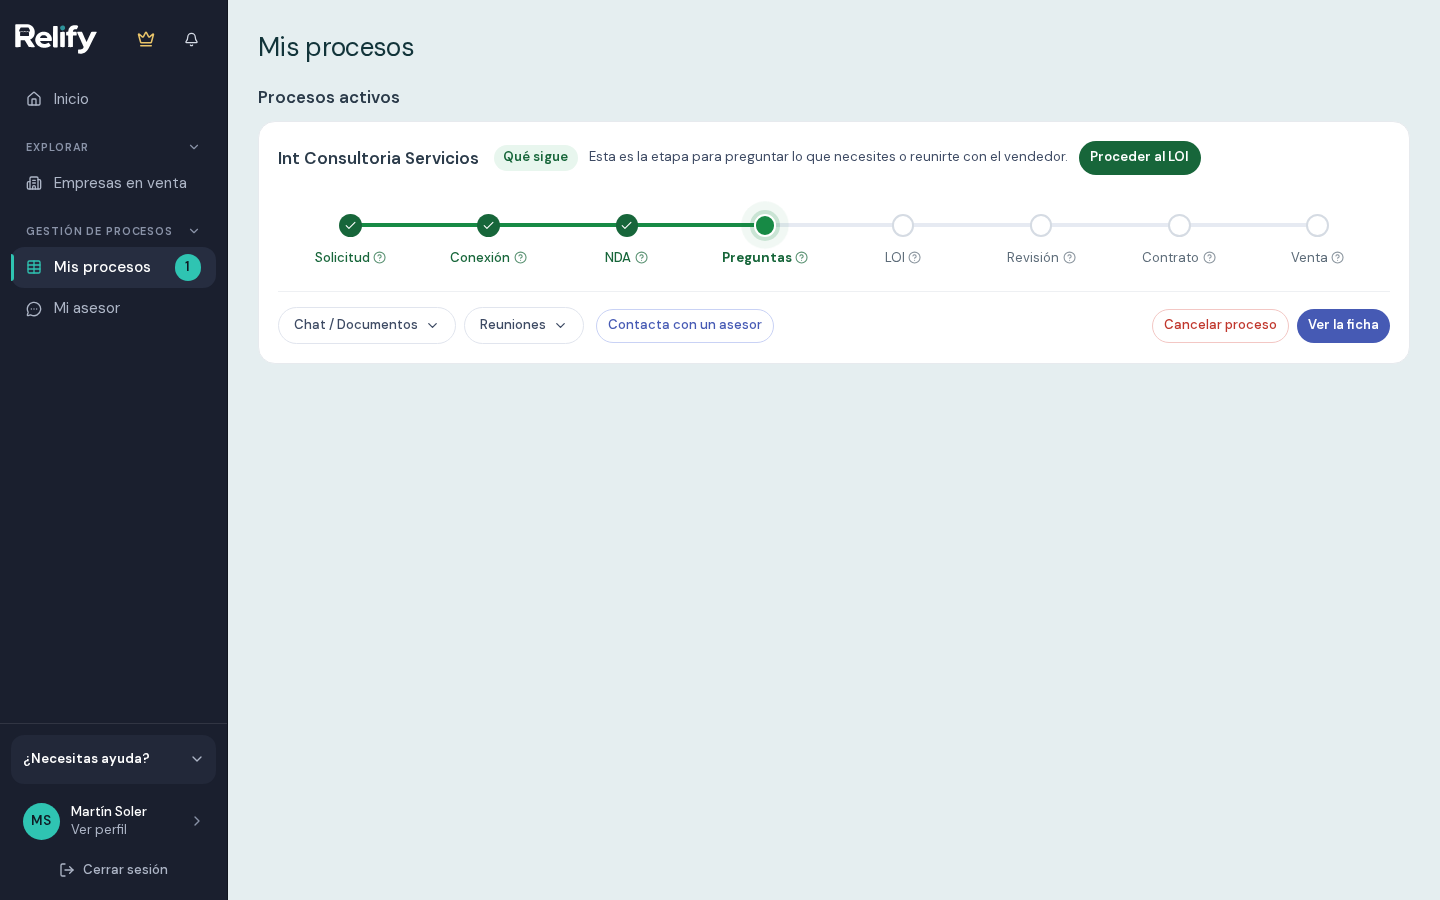 Relify
Inicio
EXPLORAR
Empresas en venta
GESTIÓN DE PROCESOS
Mis procesos 1
Mi asesor
¿Necesitas ayuda?
MS
Martín Soler
Ver perfil
Cerrar sesión
Mis procesos
Procesos activos
Int Consultoria Servicios Qué sigue Esta es la etapa para preguntar lo que necesites o reunirte con el vendedor. Proceder al LOI
Solicitud Conexión NDA Preguntas LOI Revisión Contrato Venta
Chat / Documentos Reuniones Contacta con un asesor Cancelar proceso Ver la ficha